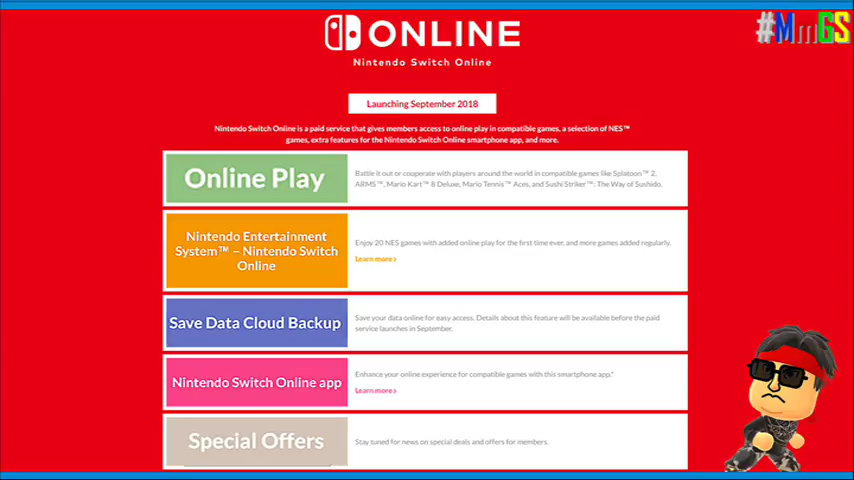 #MmGS
ONLINE
Nintendo Switch Online
Launching September 2018
Nintendo Switch Online is a paid service that gives members access to online play in compatible games, a selection of NES™
games, extra features for the Nintendo Switch Online smartphone app, and more.
Online Play
Battle it out or cooperate with players around the world in compatible games like Splatoon™ 2,
ARMS™, Mario Kart™ 8 Deluxe, Mario Tennis™ Aces, and Sushi Striker™: The Way of Sushido.
Nintendo Entertainment
System™ – Nintendo Switch
Online
Enjoy 20 NES games with added online play for the first time ever, and more games added regularly.
Learn more >
Save Data Cloud Backup
Save your data online for easy access. Details about this feature will be available before the paid
service launches in September.
Nintendo Switch Online app
Enhance your online experience for compatible games with this smartphone app.*
Learn more >
Special Offers
Stay tuned for news on special deals and offers for members.